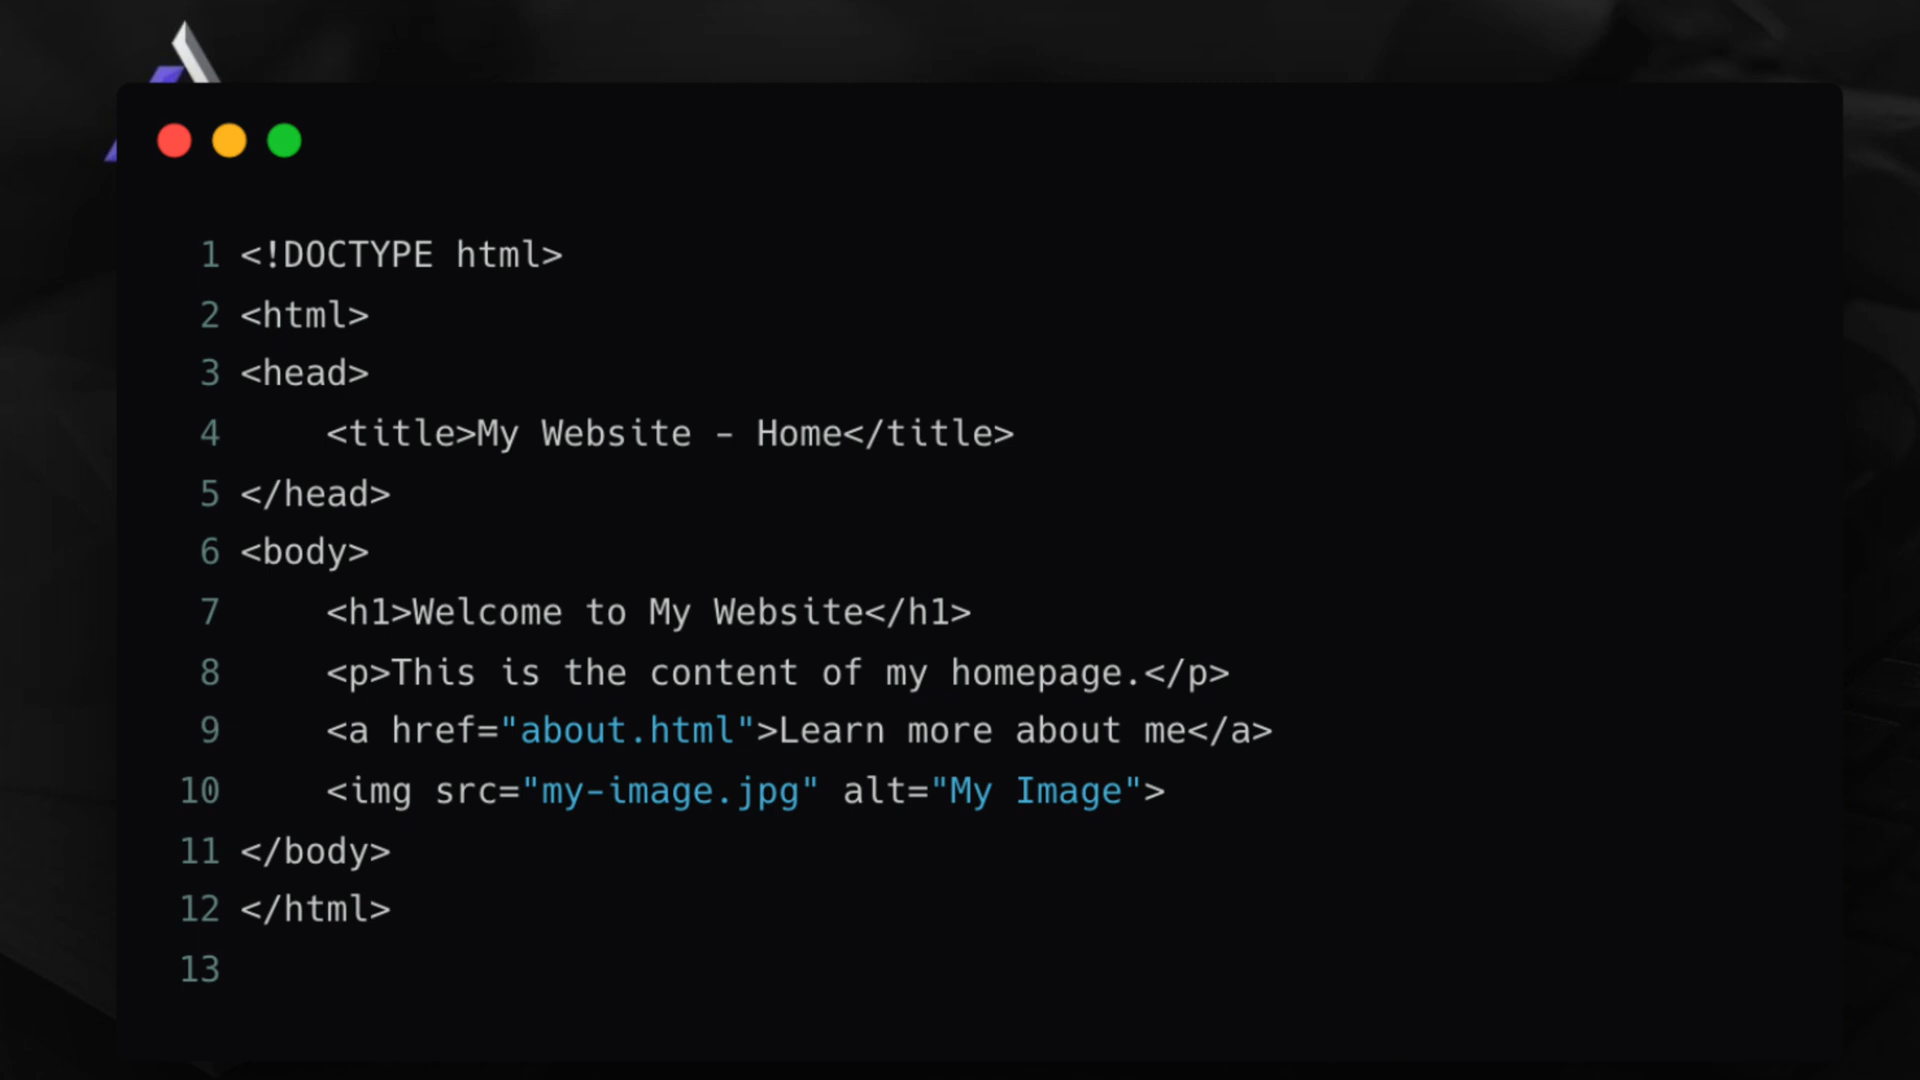 1 <!DOCTYPE html>
2 <html>
3 <head>
4     <title>My Website - Home</title>
5 </head>
6 <body>
7     <h1>Welcome to My Website</h1>
8     <p>This is the content of my homepage.</p>
9     <a href="about.html">Learn more about me</a>
10     <img src="my-image.jpg" alt="My Image">
11 </body>
12 </html>
13